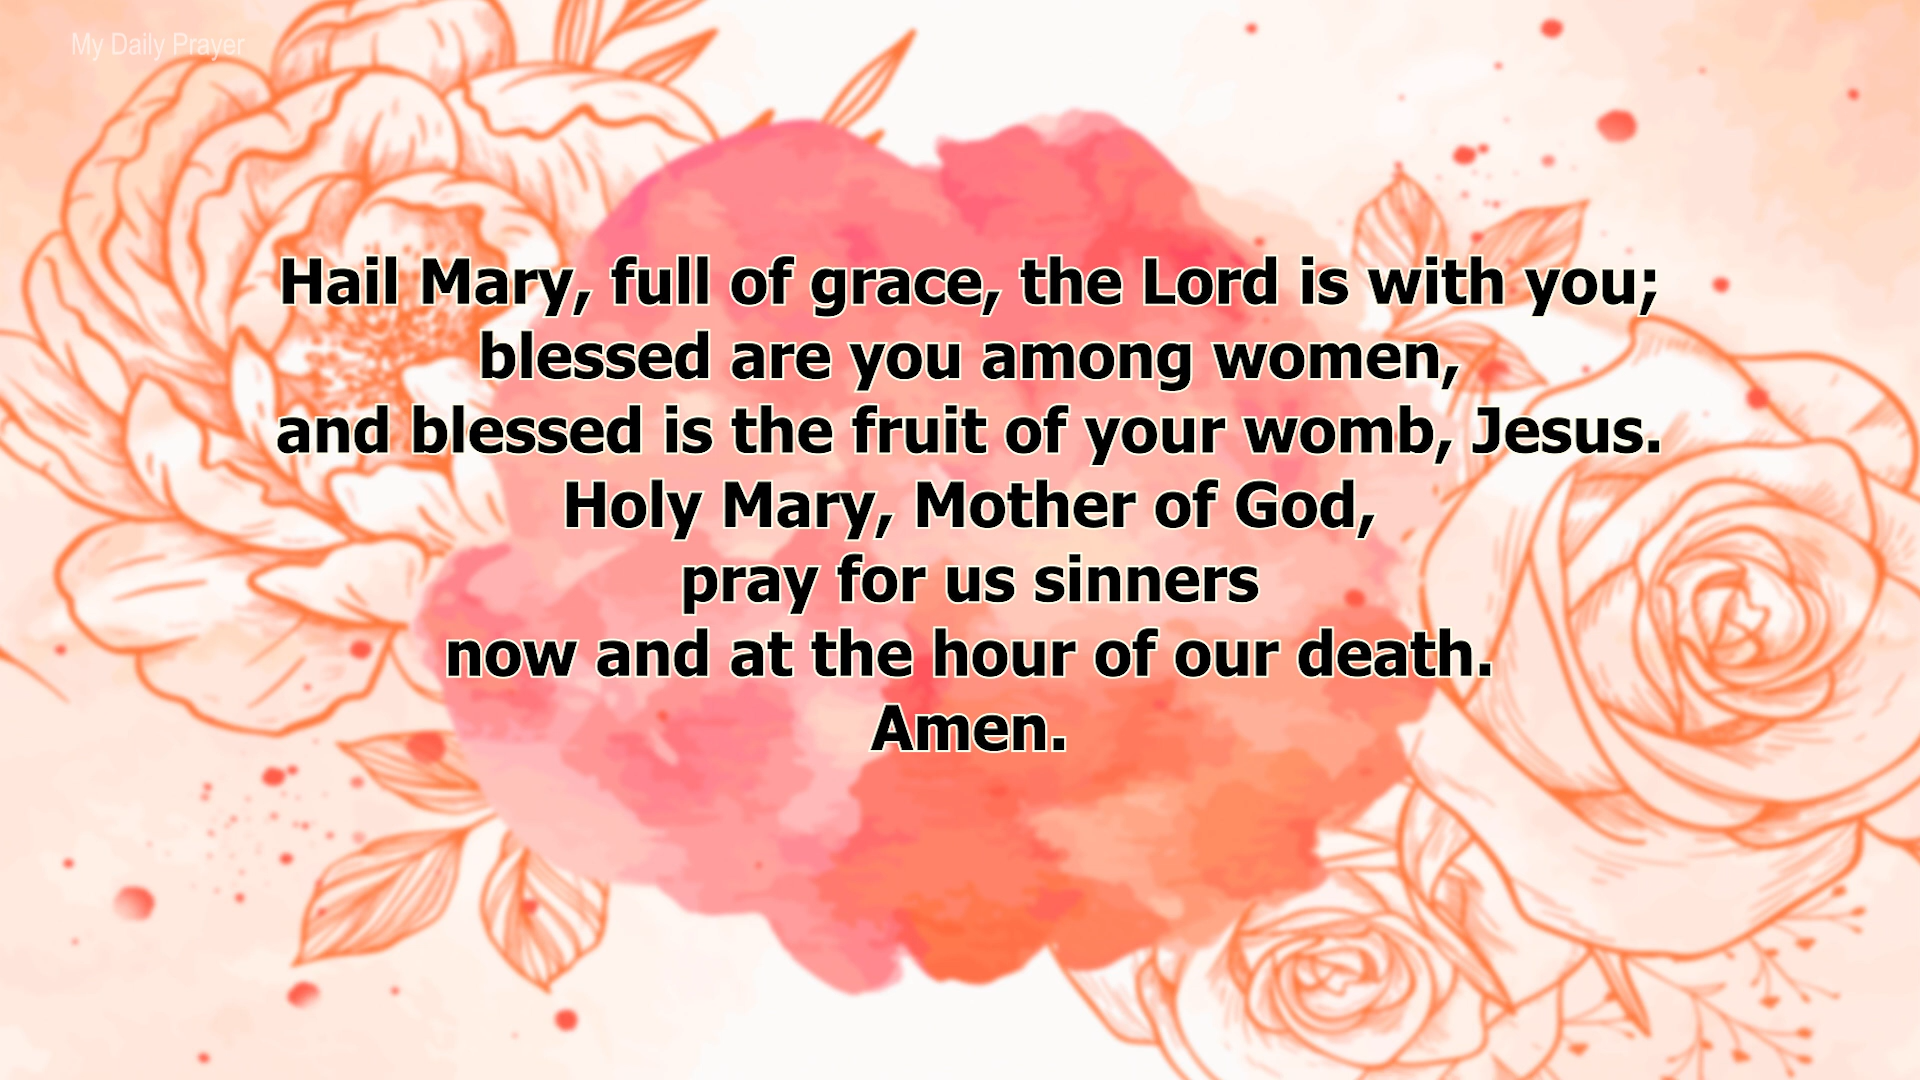 My Daily Prayer
Hail Mary, full of grace, the Lord is with you;
blessed are you among women,
and blessed is the fruit of your womb, Jesus.
Holy Mary, Mother of God,
pray for us sinners
now and at the hour of our death.
Amen.